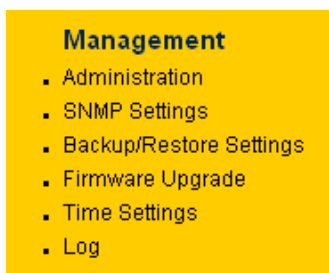 Management
Administration
SNMP Settings
Backup/Restore Settings
Firmware Upgrade
Time Settings
Log